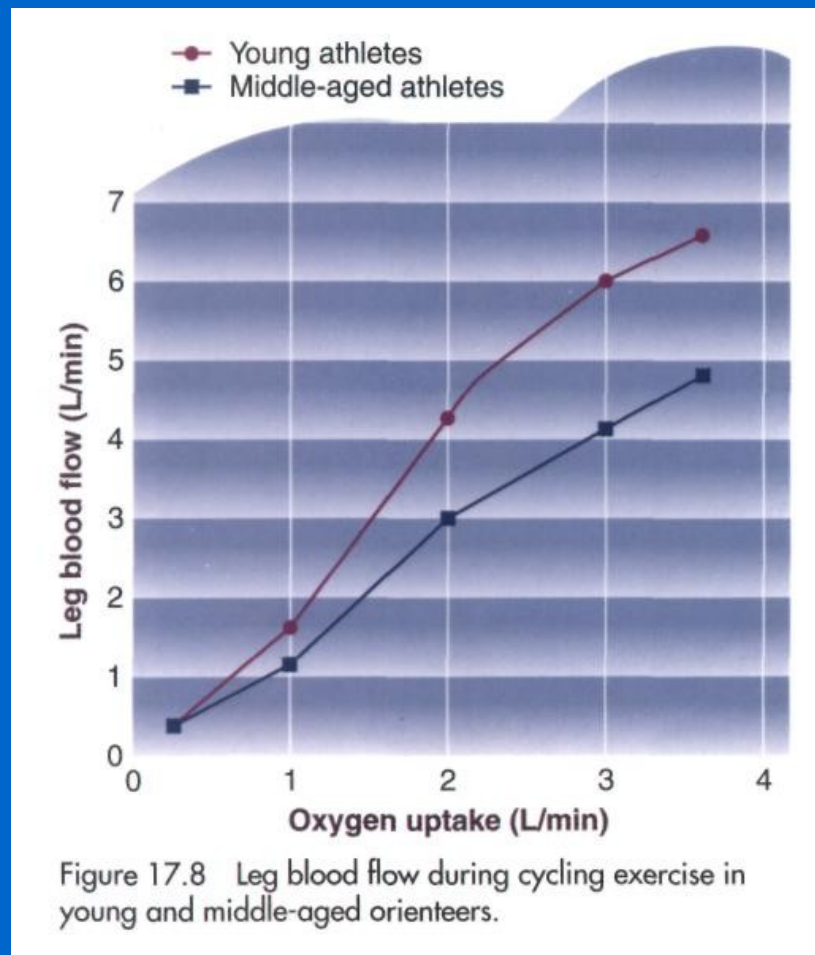 Young athletes
Middle-aged athletes
7
6
5
4
3
2
1
0
Leg blood flow (L/min)
0 1 2 3 4
Oxygen uptake (L/min)
Figure 17.8 Leg blood flow during cycling exercise in
young and middle-aged orienteers.